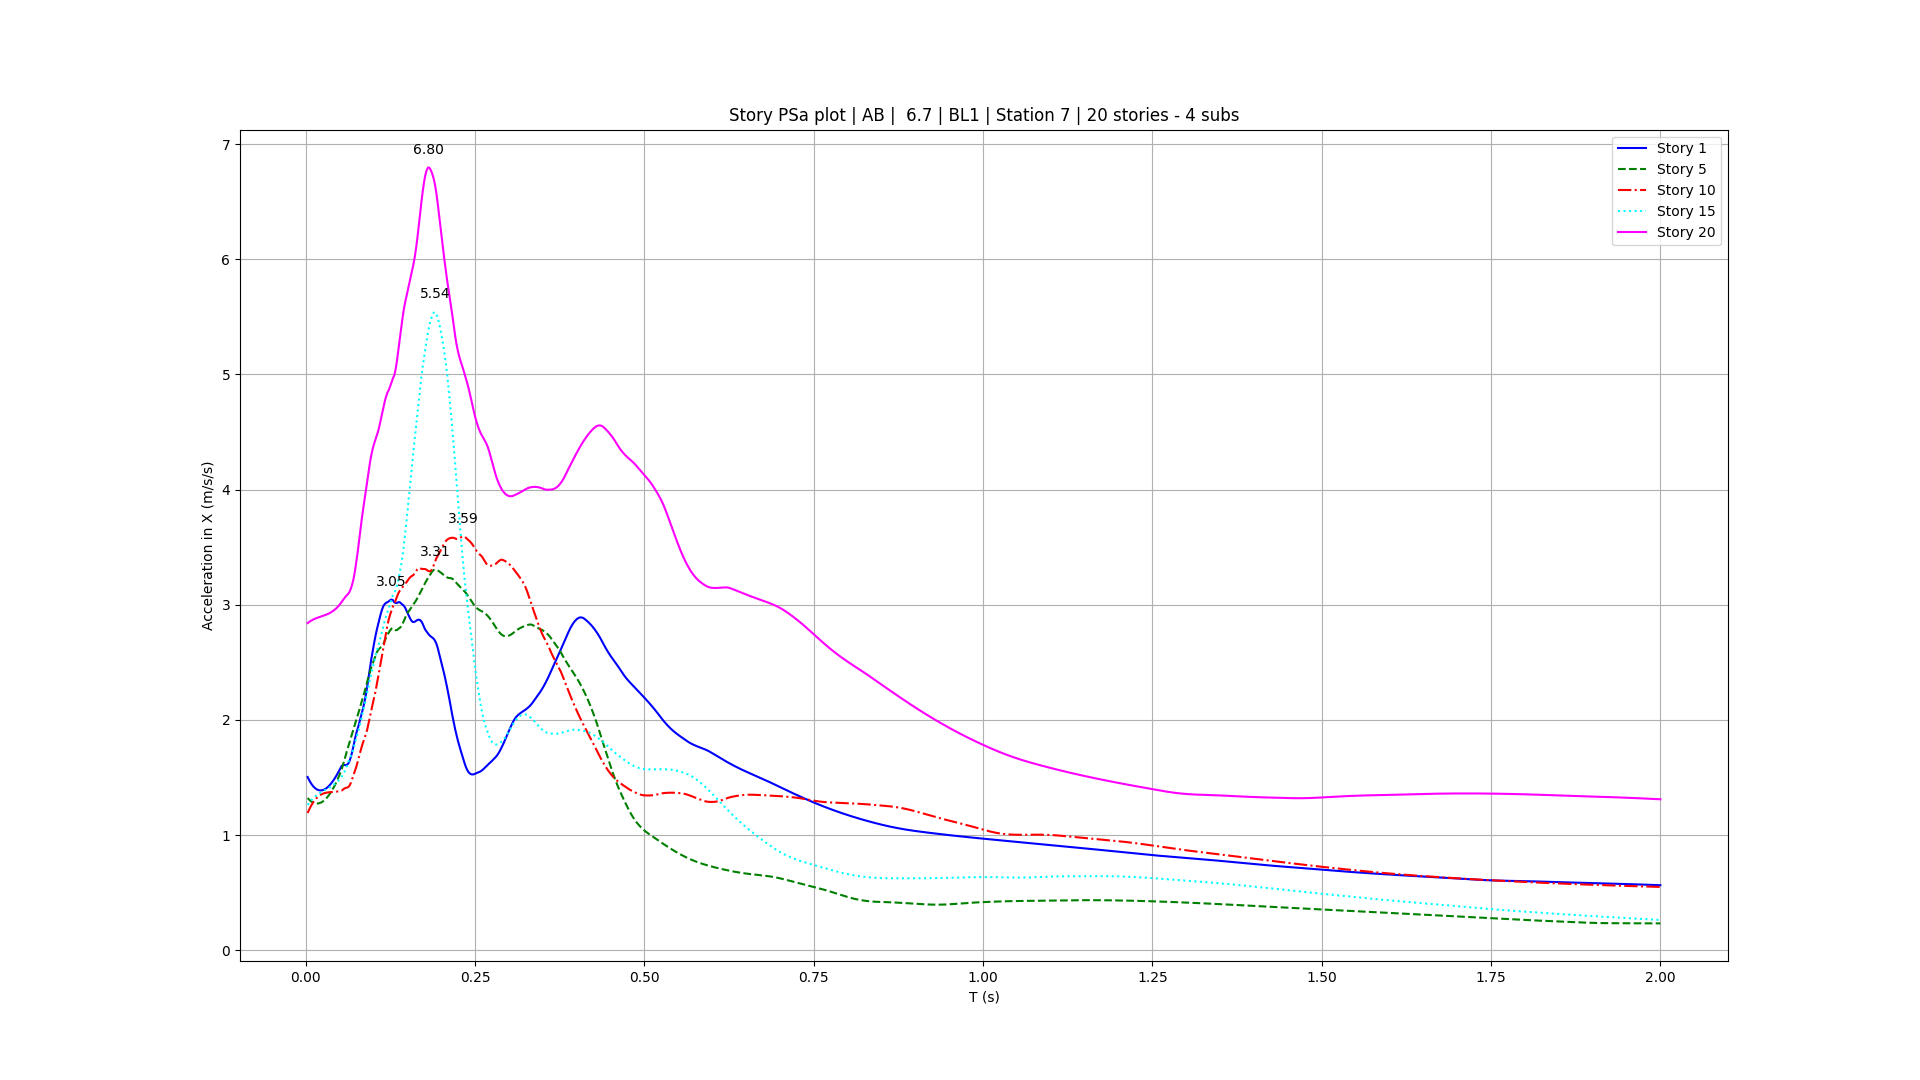 Story PSa plot | AB |  6.7 | BL1 | Station 7 | 20 stories - 4 subs
Acceleration in X (m/s/s)
7
6
5
4
3
2
1
0
6.80
5.54
3.59
3.31
3.05
Story 1
Story 5
Story 10
Story 15
Story 20
0.00 0.25 0.50 0.75 1.00 1.25 1.50 1.75 2.00
T (s)